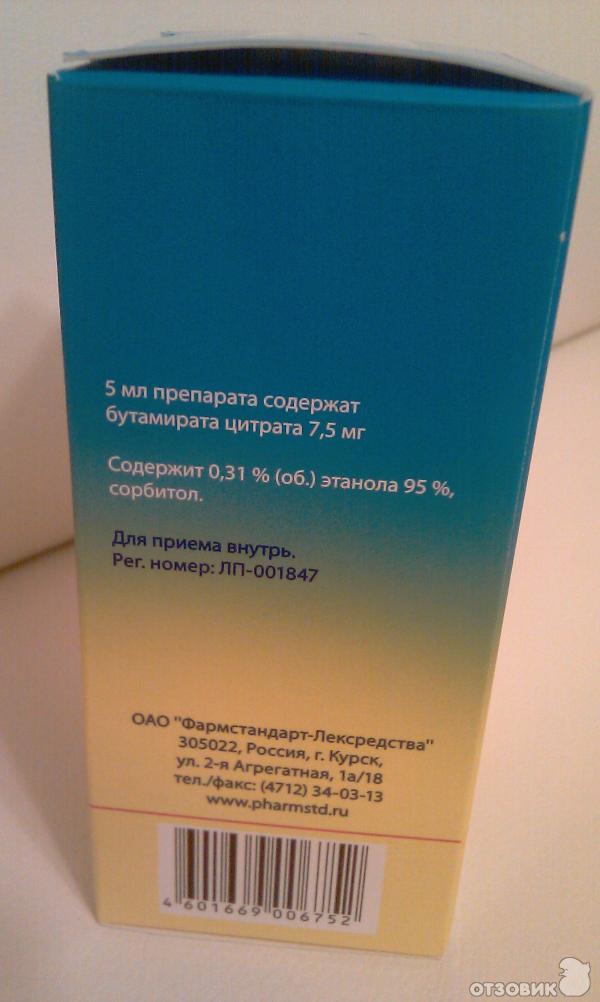 5 мл препарата содержат
бутамирата цитрата 7,5 мг
Содержит 0,31 % (об.) этанола 95 %,
сорбитол.
Для приема внутрь.
Рег. номер: ЛП-001847
ОАО "Фармстандарт-Лексредства"
305022, Россия, г. Курск,
ул. 2-я Агрегатная, 1а/18
тел./факс: (4712) 34-03-13
www.pharmstd.ru
4 601669 006752
ОТЗОВИК